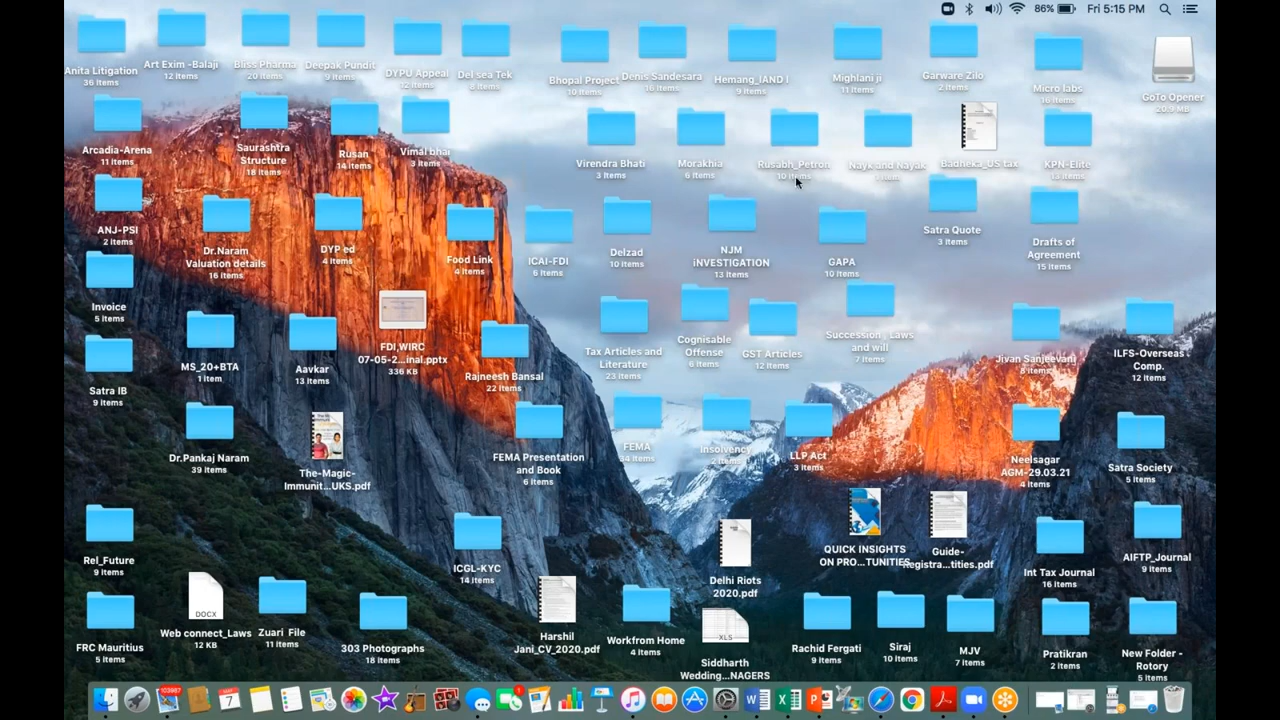 86% Fri 5:15 PM
Anita Litigation
36 items
Art Exim -Balaji
12 items
Bliss Pharma
20 items
Deepak Pundit
9 items
DYPU Appeal
12 items
Del sea Tek
8 items
Bhopal Project
10 items
Denis Sandesara
16 items
Hemang_IAND I
9 items
Mighlani ji
11 items
Garware Zilo
2 items
Micro labs
16 items
GoTo Opener
20.9 MB
Arcadia-Arena
11 items
Saurashtra
Structure
18 items
Rusan
14 items
Vimal bhai
3 items
Virendra Bhati
3 items
Morakhia
6 items
Rusabh_Petron
10 items
Nayk and Nayak
Badheka_US tax
KPN-Elite
13 items
ANJ-PSI
2 items
Dr.Naram
Valuation details
16 items
DYP ed
4 items
Food Link
4 items
ICAI-FDI
6 items
Delzad
10 items
NJM
iNVESTIGATION
13 items
GAPA
10 items
Satra Quote
3 items
Drafts of
Agreement
15 items
Invoice
5 items
MS_20+BTA
1 item
Aavkar
13 items
FDI,WIRC
07-05-2...inal.pptx
336 KB
Rajneesh Bansal
22 items
Tax Articles and
Literature
23 items
Cognisable
Offense
6 items
GST Articles
12 items
Succession , Laws
and will
7 items
Jivan Sanjeevani
8 items
ILFS-Overseas
Comp.
12 items
Satra IB
9 items
Dr.Pankaj Naram
39 items
The-Magic-
Immunit...UKS.pdf
FEMA Presentation
and Book
6 items
FEMA
34 items
insolvency
2 items
LLP Act
3 items
Neelsagar
AGM-29.03.21
4 items
Satra Society
5 items
Rel_Future
9 items
ICGL-KYC
14 items
Delhi Riots
2020.pdf
QUICK INSIGHTS
ON PRO...TUNITIES
Guide-
Registra...tities.pdf
Int Tax Journal
16 items
AIFTP_Journal
9 items
FRC Mauritius
5 items
DOCX
Web connect_Laws
12 KB
Zuari File
11 items
303 Photographs
18 items
Harshil
Jani_CV_2020.pdf
Workfrom Home
4 items
XLS
Siddharth
Wedding...NAGERS
Rachid Fergati
9 items
Siraj
10 items
MJV
7 items
Pratikran
2 items
New Folder -
Rotory
5 items